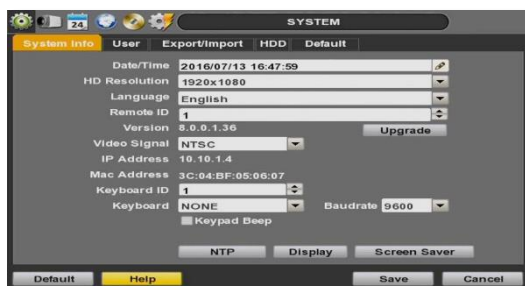 24 SYSTEM
System Info User Export/Import HDD Default
Date/Time 2016/07/13 16:47:59
HD Resolution 1920x1080
Language English
Remote ID 1
Version 8.0.0.1.36 Upgrade
Video Signal NTSC
IP Address 10.10.1.4
Mac Address 3C:04:BF:05:06:07
Keyboard ID 1
Keyboard NONE Baudrate 9600
Keypad Beep
NTP Display Screen Saver
Default Help Save Cancel